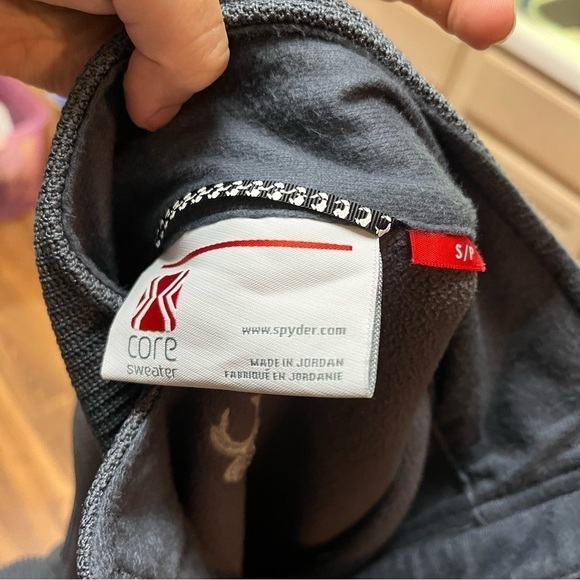 S/P
www.spyder.com
core
sweater
MADE IN JORDAN
FABRIQUÉ EN JORDANIE